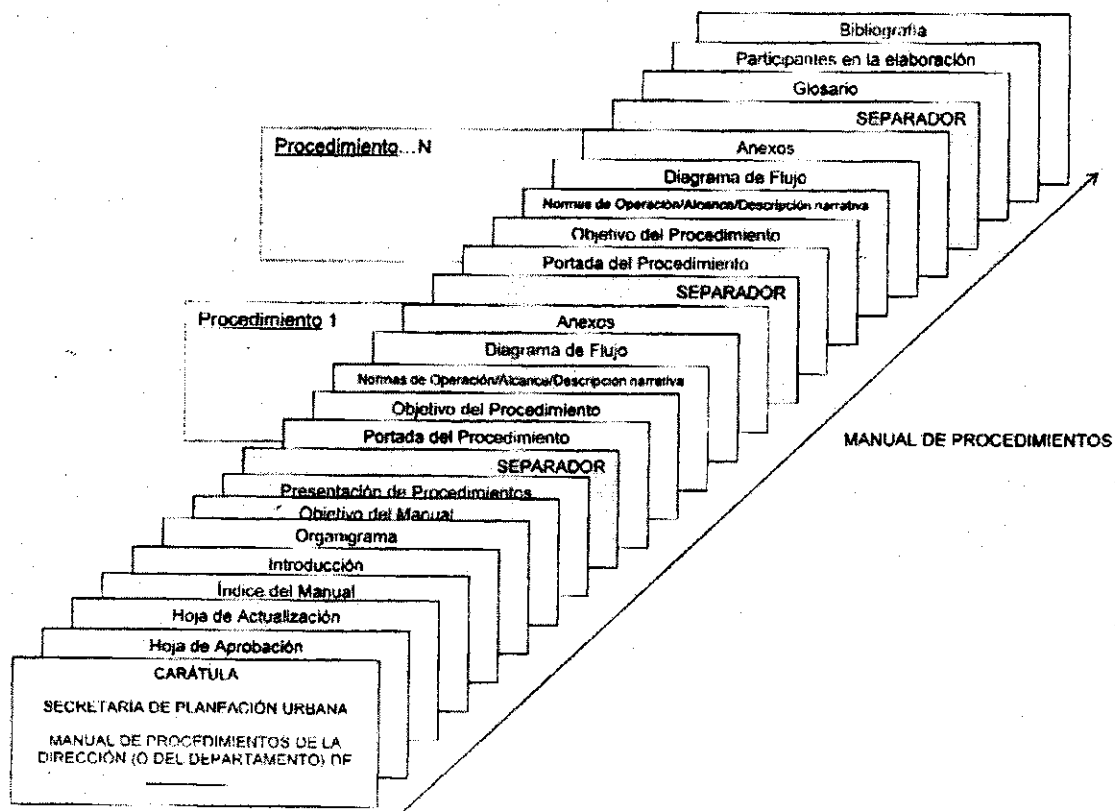 Bibliografía
Participantes en la elaboración
Glosario
SEPARADOR
Procedimiento...N
Anexos
Diagrama de Flujo
Normas de Operación/Alcance/Descripción narrativa
Objetivo del Procedimiento
Portada del Procedimiento
SEPARADOR
Procedimiento 1
Anexos
Diagrama de Flujo
Normas de Operación/Alcance/Descripción narrativa
Objetivo del Procedimiento
Portada del Procedimiento
MANUAL DE PROCEDIMIENTOS
SEPARADOR
Presentación de Procedimientos
Objetivo del Manual
Organigrama
Introducción
Índice del Manual
Hoja de Actualización
Hoja de Aprobación
CARÁTULA
SECRETARÍA DE PLANEACIÓN URBANA
MANUAL DE PROCEDIMIENTOS DE LA
DIRECCIÓN (O DEL DEPARTAMENTO) DE